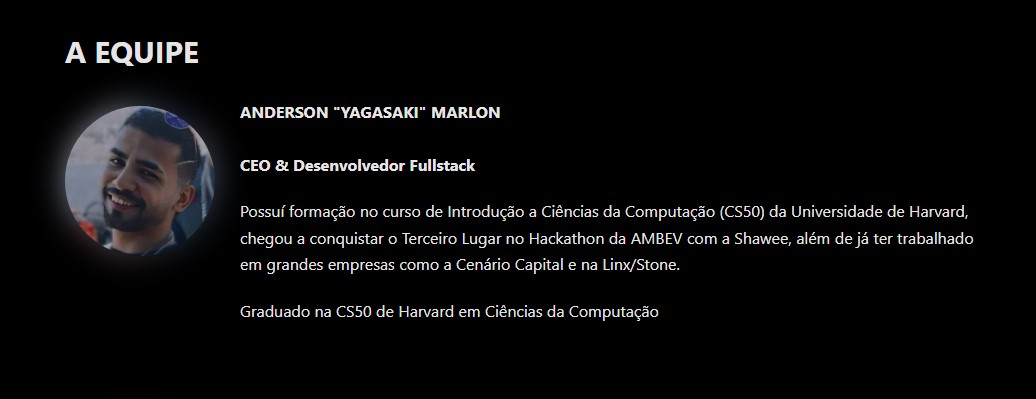 A EQUIPE
ANDERSON "YAGASAKI" MARLON
CEO & Desenvolvedor Fullstack
Possuí formação no curso de Introdução a Ciências da Computação (CS50) da Universidade de Harvard,
chegou a conquistar o Terceiro Lugar no Hackathon da AMBEV com a Shawee, além de já ter trabalhado
em grandes empresas como a Cenário Capital e na Linx/Stone.
Graduado na CS50 de Harvard em Ciências da Computação